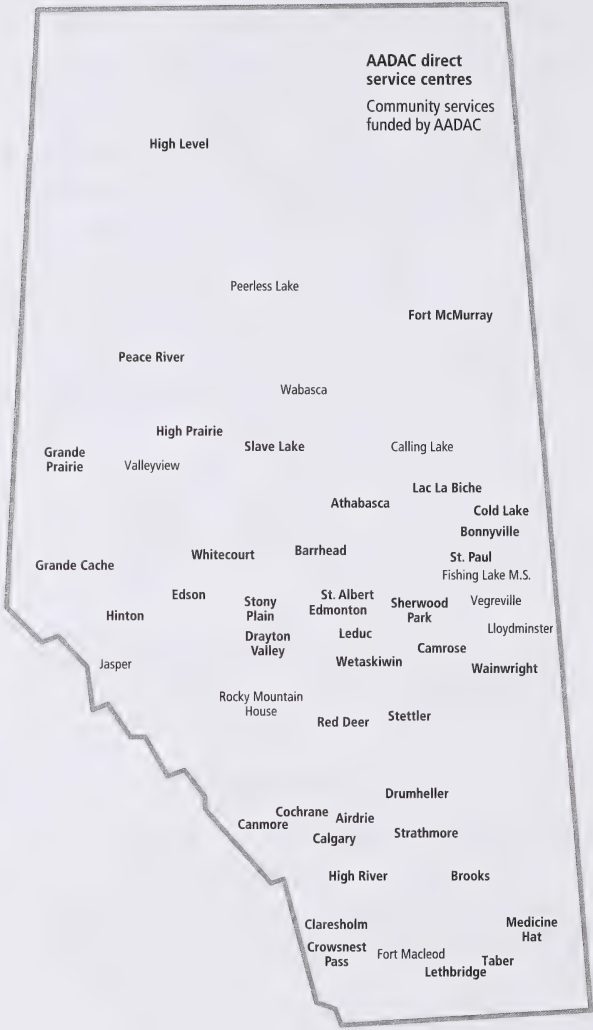 AADAC direct
service centres
Community services
funded by AADAC
High Level
Peerless Lake
Fort McMurray
Peace River
Wabasca
High Prairie
Slave Lake
Calling Lake
Grande
Prairie
Valleyview
Lac La Biche
Athabasca
Cold Lake
Bonnyville
Barrhead
Whitecourt
St. Paul
Grande Cache
Fishing Lake M.S.
Edson
St. Albert
Stony
Plain
Edmonton
Sherwood
Park
Vegreville
Hinton
Lloydminster
Drayton
Valley
Leduc
Camrose
Jasper
Wetaskiwin
Wainwright
Rocky Mountain
House
Red Deer
Stettler
Drumheller
Cochrane
Airdrie
Canmore
Calgary
Strathmore
High River
Brooks
Claresholm
Medicine
Hat
Crowsnest
Pass
Fort Macleod
Taber
Lethbridge